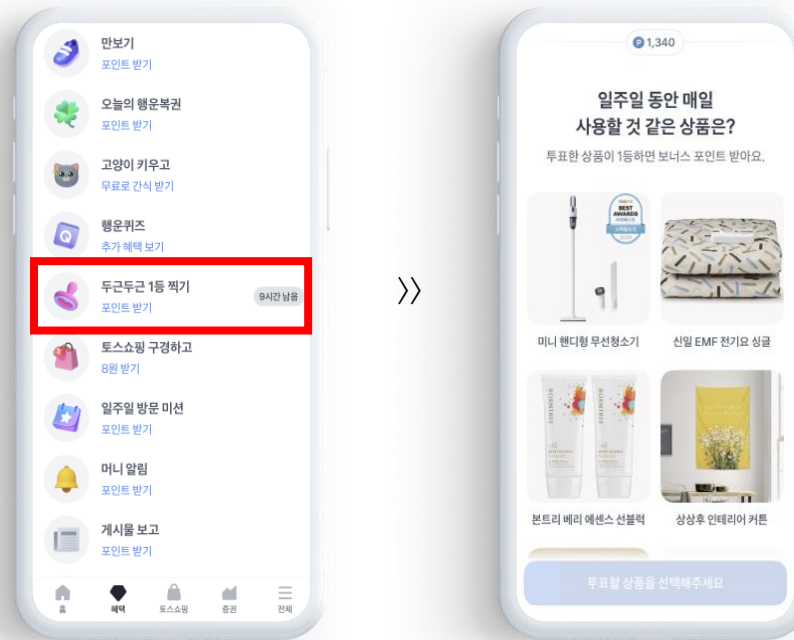 만보기
포인트 받기
오늘의 행운복권
포인트 받기
고양이 키우고
무료로 간식 받기
행운퀴즈
추가 혜택 보기
두근두근 1등 찍기
포인트 받기
9시간 남음
토스쇼핑 구경하고
8원 받기
일주일 방문 미션
포인트 받기
머니 알림
포인트 받기
게시물 보고
포인트 받기
홈
혜택
토스쇼핑
증권
전체
》
P 1,340
일주일 동안 매일
사용할 것 같은 상품은?
투표한 상품이 1등하면 보너스 포인트 받아요.
BEST
AWARDS
미니 핸디형 무선청소기
신일 EMF 전기요 싱글
BORNTREE
BORNTREE
본트리 베리 에센스 선블럭
상상후 인테리어 커튼
투표할 상품을 선택해주세요